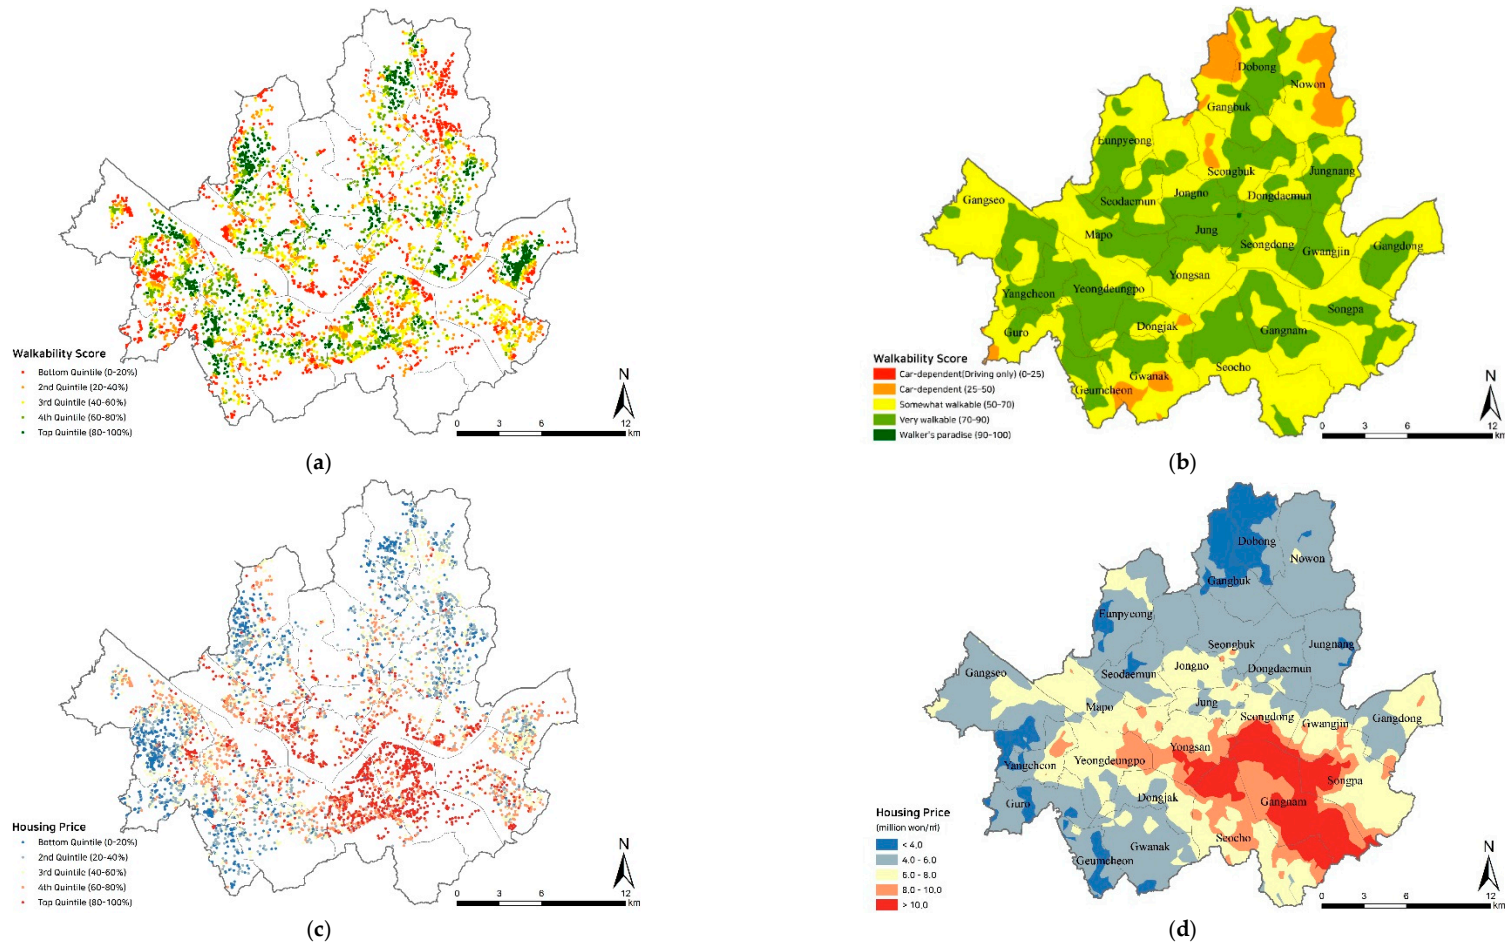 Walkability Score
Bottom Quintile (0-20%)
2nd Quintile (20-40%)
3rd Quintile (40-60%)
4th Quintile (60-80%)
Top Quintile (80-100%)
N
0 3 6 12
km
(a)
Dobong
Nowon
Gangbuk
Eunpyeong
Seongbuk
Jungnang
Gangseo
Jongno
Dongdaemun
Seodaemun
Mapo
Jung
Seongdong
Gwangjin
Gangdong
Yongsan
Yangcheon
Yeongdeungpo
Songpa
Guro
Dongjak
Gangnam
Seocho
Gwanak
Geumcheon
Walkability Score
Car-dependent(Driving only) (0-25)
Car-dependent (25-50)
Somewhat walkable (50-70)
Very walkable (70-90)
Walker's paradise (90-100)
N
0 3 6 12
km
(b)
Housing Price
Bottom Quintile (0-20%)
2nd Quintile (20-40%)
3rd Quintile (40-60%)
4th Quintile (60-80%)
Top Quintile (80-100%)
N
0 3 6 12
km
(c)
Dobong
Nowon
Gangbuk
Eunpyeong
Seongbuk
Jungnang
Gangseo
Jongno
Dongdaemun
Seodaemun
Mapo
Jung
Seongdong
Gwangjin
Gangdong
Yongsan
Yangcheon
Yeongdeungpo
Songpa
Guro
Dongjak
Gangnam
Seocho
Gwanak
Geumcheon
Housing Price
(million won/㎡)
< 4.0
4.0 - 6.0
6.0 - 8.0
8.0 - 10.0
> 10.0
N
0 3 6 12
km
(d)